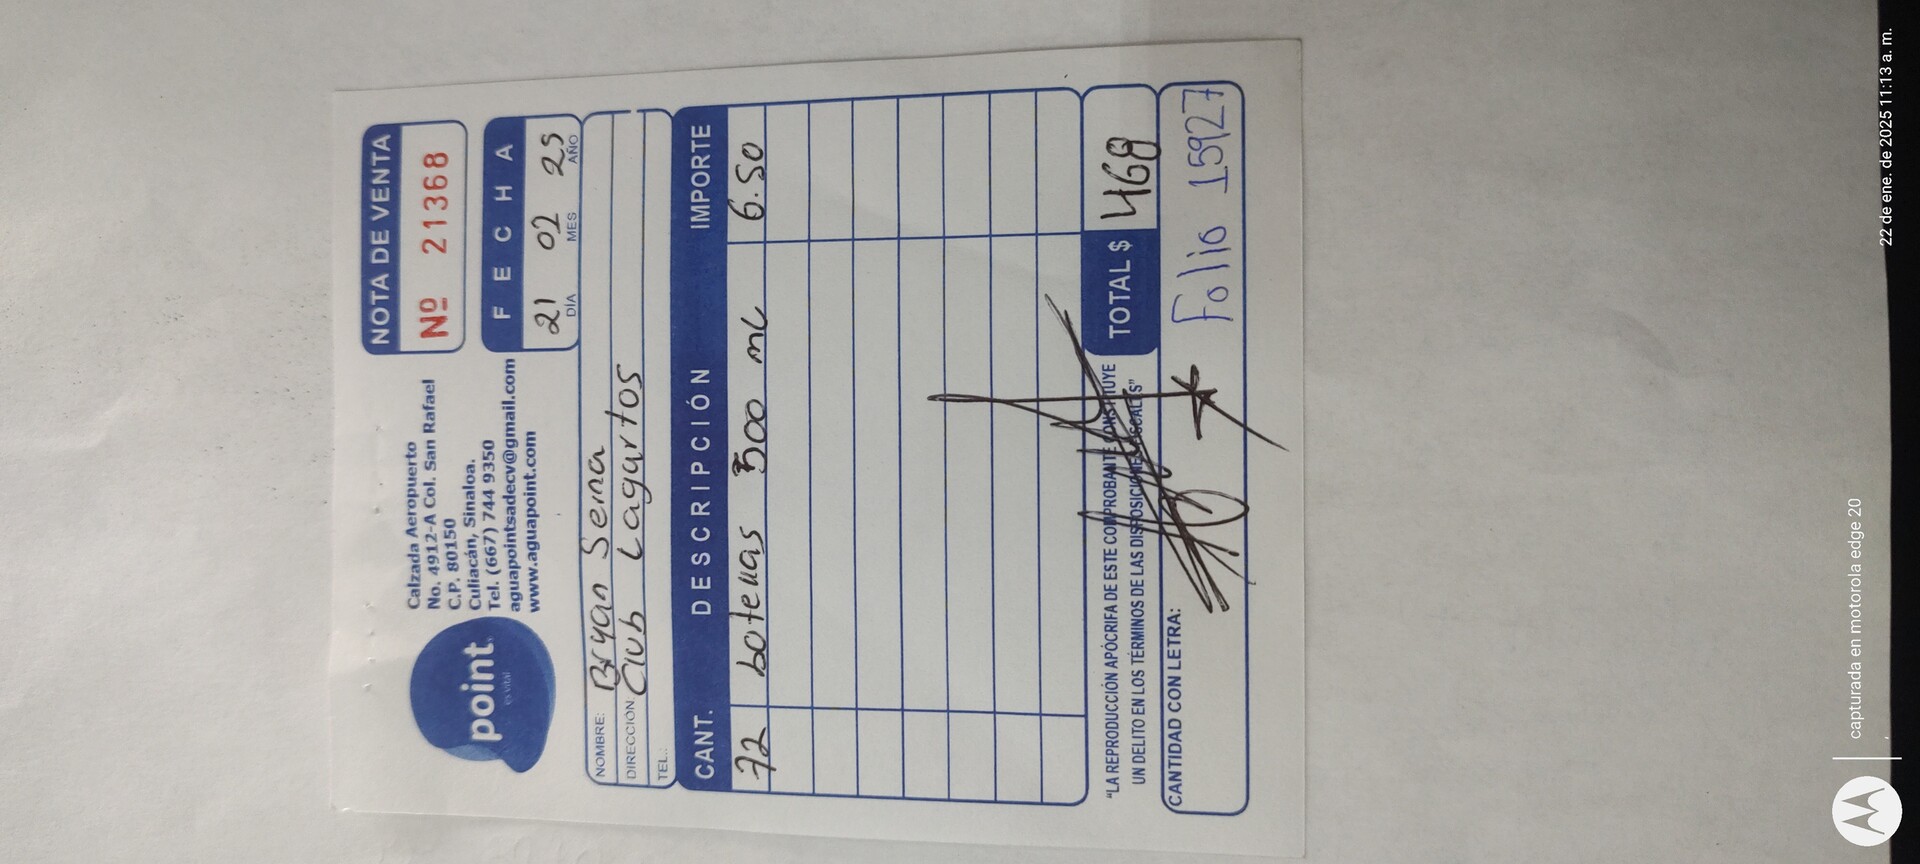 point.
es vital
Calzada Aeropuerto
No. 4912-A Col. San Rafael
C.P. 80150
Culiacán, Sinaloa.
Tel. (667) 744 9350
aguapointsadecv@gmail.com
www.aguapoint.com
NOTA DE VENTA
Nº 21368
FECHA
21 02 25
DÍA MES AÑO
NOMBRE: Bryan Serna
DIRECCIÓN Club Lagartos
TEL.:
CANT. DESCRIPCIÓN IMPORTE
72 botellas 500 ml 6.50
"LA REPRODUCCIÓN APÓCRIFA DE ESTE COMPROBANTE CONSTITUYE
UN DELITO EN LOS TÉRMINOS DE LAS DISPOSICIONES FISCALES"
TOTAL $ 468
CANTIDAD CON LETRA:
Folio 15927
capturada en motorola edge 20
22 de ene. de 2025 11:13 a. m.